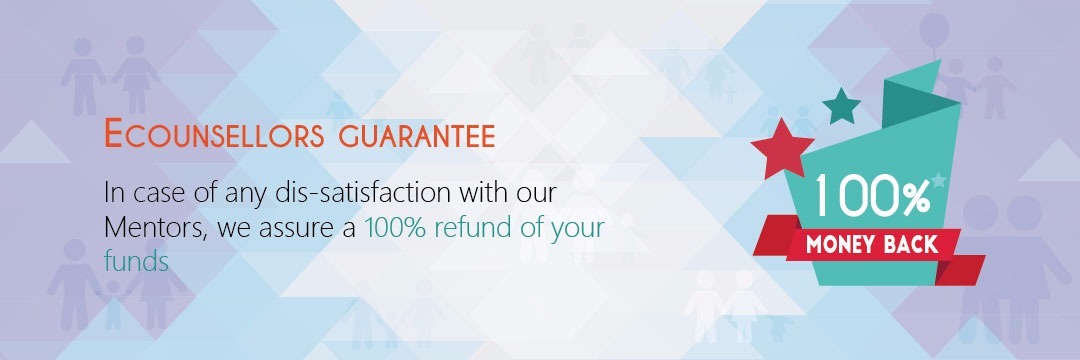 Ecounsellors guarantee
In case of any dis-satisfaction with our
Mentors, we assure a 100% refund of your
funds
100%
MONEY BACK